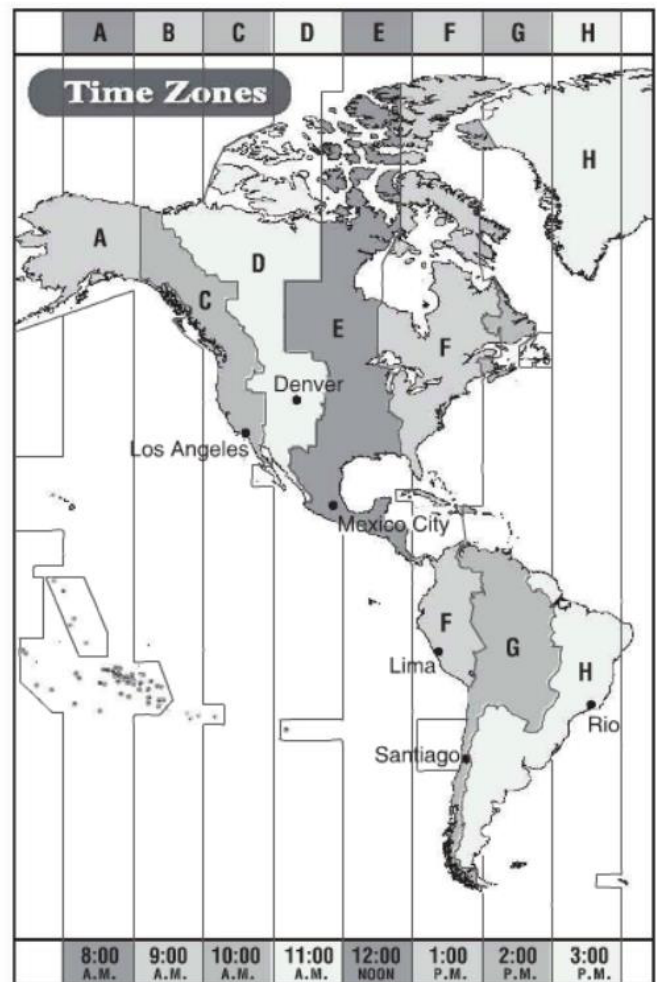 A B C D E F G H
Time Zones
H
A
D
C
E
F
Denver
Los Angeles
Mexico City
F
G
Lima
H
Rio
Santiago
8:00 9:00 10:00 11:00 12:00 1:00 2:00 3:00
A.M. A.M. A.M. A.M. NOON P.M. P.M. P.M.